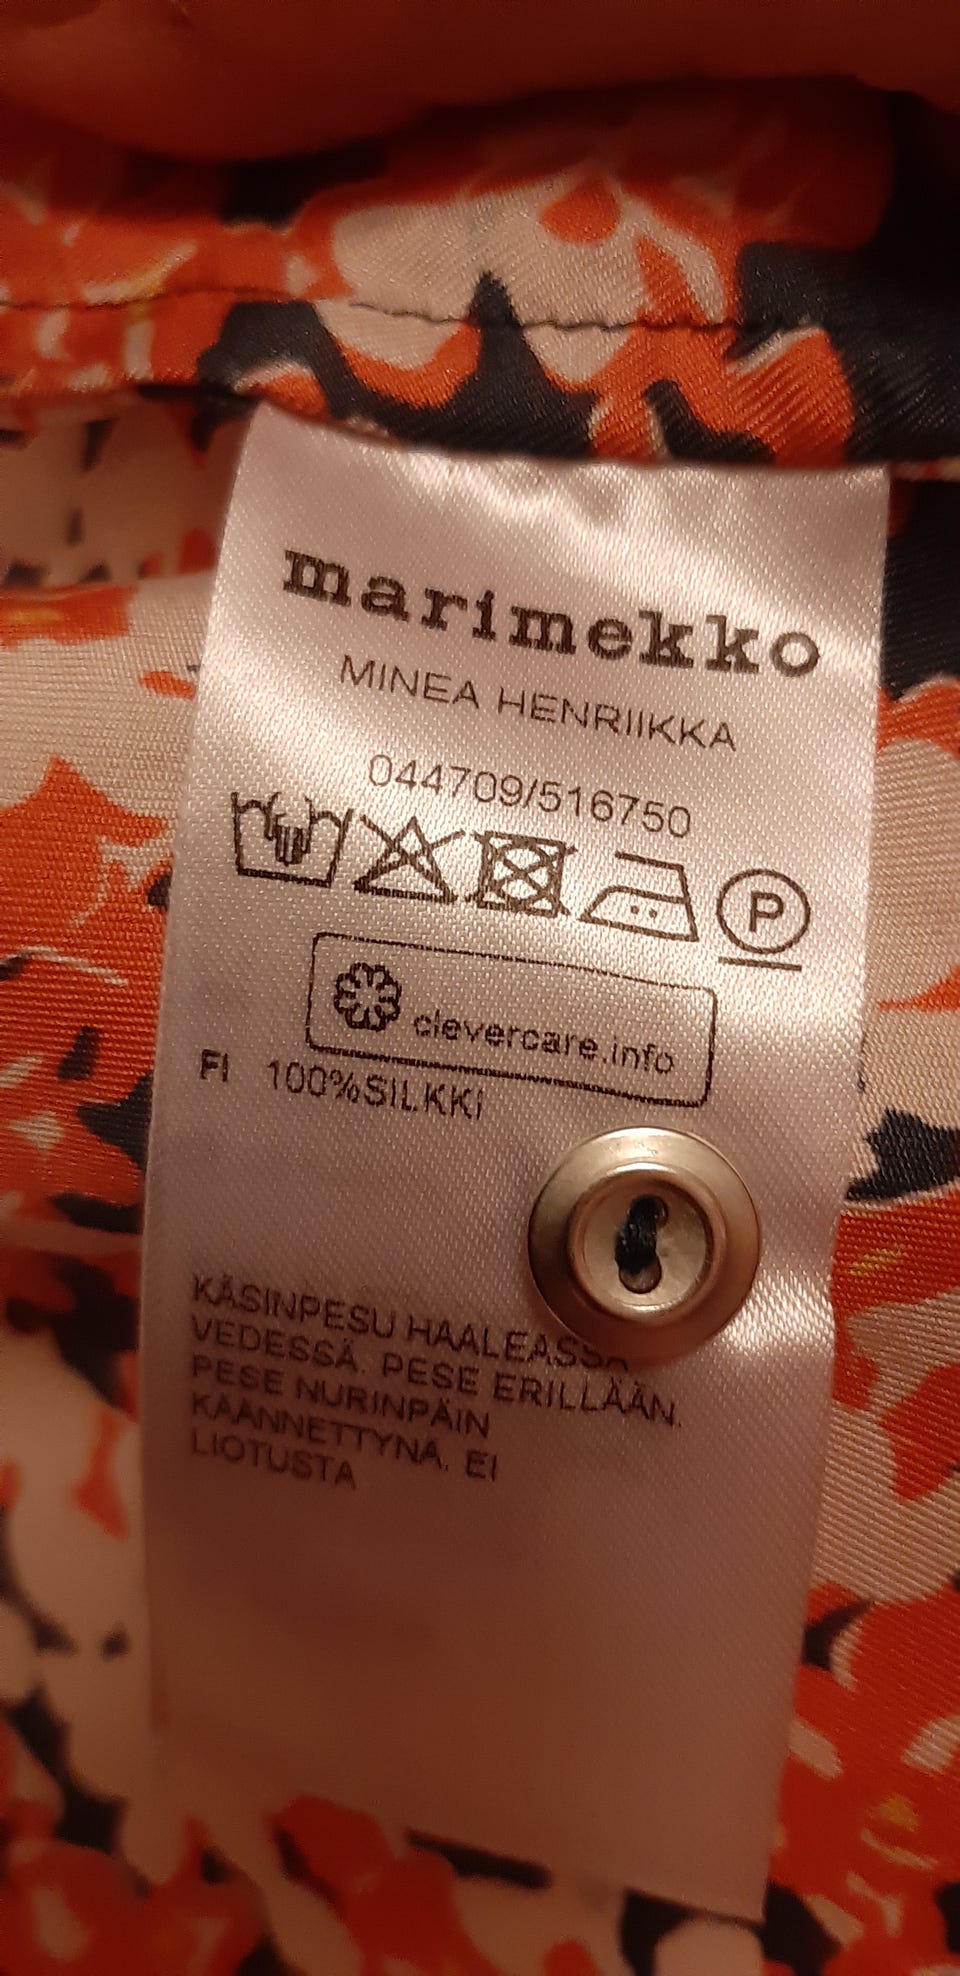 marimekko
MINEA HENRIIKKA
044709/516750
P
clevercare.info
FI 100%SILKKI
KÄSINPESU HAALEASSA
VEDESSÄ. PESE ERILLÄÄN.
PESE NURINPÄIN
KÄÄNNETTYNÄ. EI
LIOTUSTA